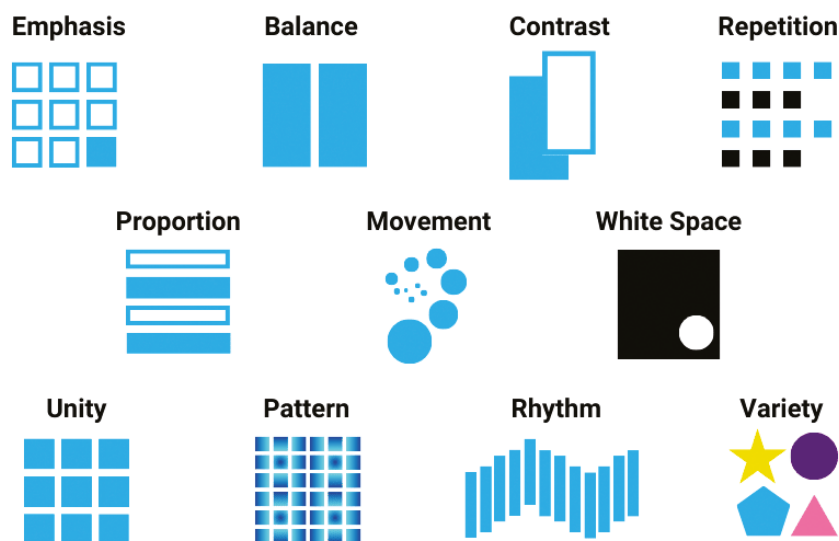 Emphasis
Balance
Contrast
Repetition
Proportion
Movement
White Space
Unity
Pattern
Rhythm
Variety